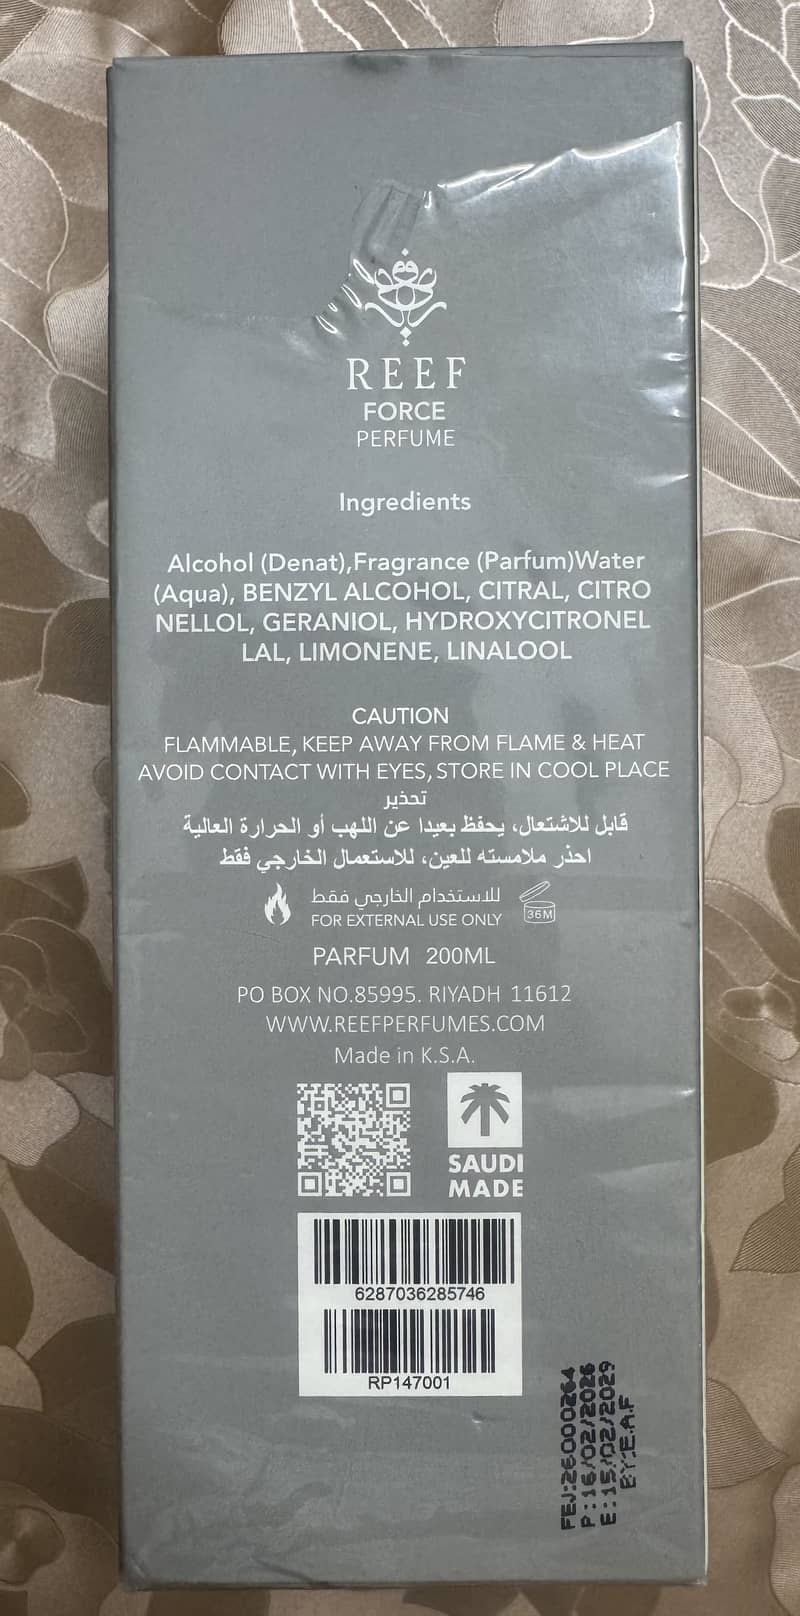 REEF
FORCE
PERFUME
Ingredients
Alcohol (Denat),Fragrance (Parfum)Water
(Aqua), BENZYL ALCOHOL, CITRAL, CITRO
NELLOL, GERANIOL, HYDROXYCITRONEL
LAL, LIMONENE, LINALOOL
CAUTION
FLAMMABLE, KEEP AWAY FROM FLAME & HEAT
AVOID CONTACT WITH EYES, STORE IN COOL PLACE
تحذير
قابل للاشتعال، يحفظ بعيدا عن اللهب أو الحرارة العالية
احذر ملامسته للعين، للاستعمال الخارجي فقط
للاستخدام الخارجي فقط
FOR EXTERNAL USE ONLY
36M
PARFUM 200ML
PO BOX NO.85995. RIYADH 11612
WWW.REEFPERFUMES.COM
Made in K.S.A.
SAUDI
MADE
6287036285746
RP147001
FEJ:26000264
P:16/02/2026
E:15/02/2029
BY:E.A.F